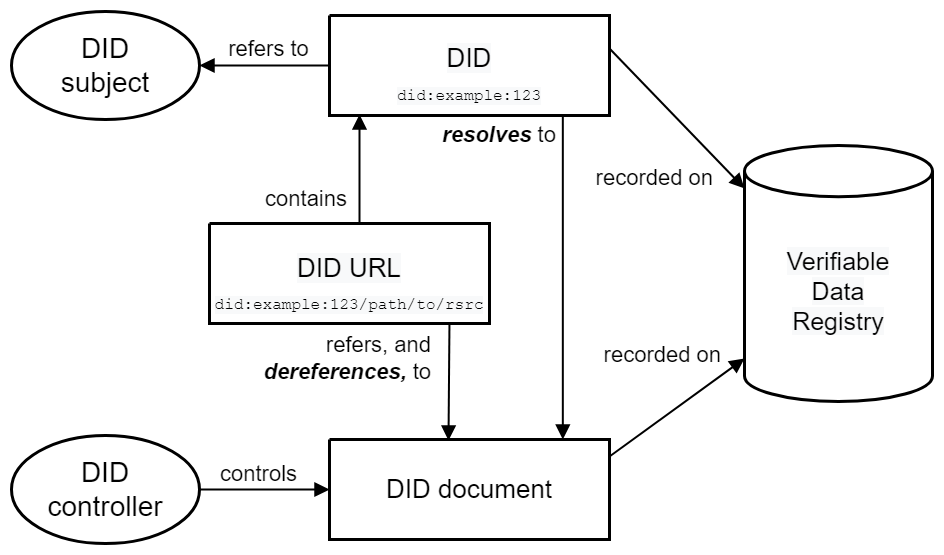 DID
subject
refers to
DID
did:example:123
resolves to
recorded on
contains
DID URL
did:example:123/path/to/rsrc
Verifiable
Data
Registry
refers, and
dereferences, to
recorded on
DID
controller
controls
DID document